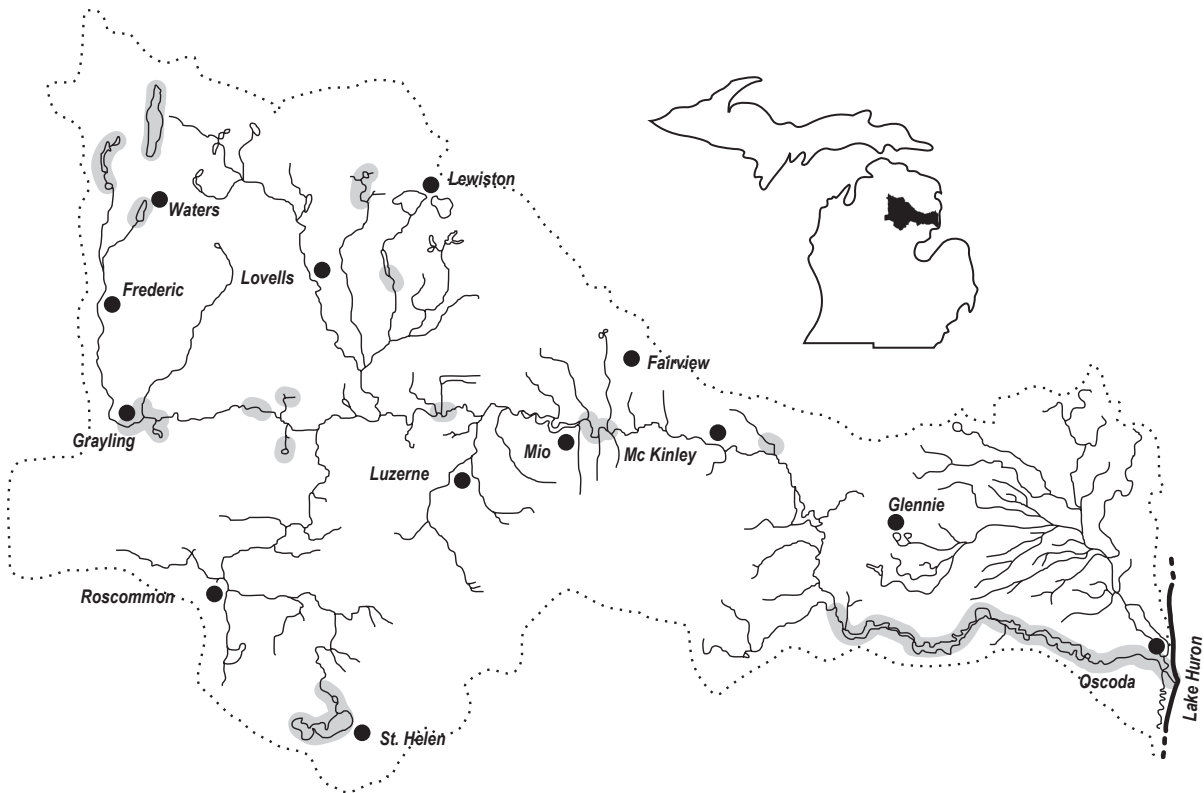 Lewiston
Waters
Lovells
Frederic
Fairview
Grayling
Mio
Mc Kinley
Luzerne
Glennie
Roscommon
Oscoda
Lake Huron
St. Helen